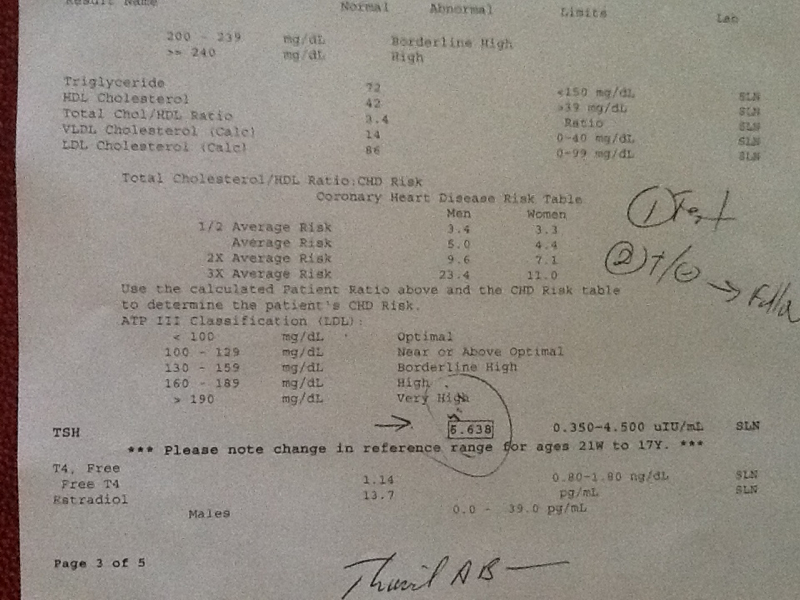 Result Name Normal Abnormal Limits Lab
200 - 239 mg/dL Borderline High
>= 240 mg/dL High
Triglyceride 72 <150 mg/dL SLN
HDL Cholesterol 42 >39 mg/dL SLN
Total Chol/HDL Ratio 3.4 Ratio SLN
VLDL Cholesterol (Calc) 14 0-40 mg/dL SLN
LDL Cholesterol (Calc) 86 0-99 mg/dL SLN
Total Cholesterol/HDL Ratio:CHD Risk
Coronary Heart Disease Risk Table
Men Women
1/2 Average Risk 3.4 3.3
Average Risk 5.0 4.4
2X Average Risk 9.6 7.1
3X Average Risk 23.4 11.0
Use the calculated Patient Ratio above and the CHD Risk table
to determine the patient's CHD Risk.
ATP III Classification (LDL):
< 100 mg/dL Optimal
100 - 129 mg/dL Near or Above Optimal
130 - 159 mg/dL Borderline High
160 - 189 mg/dL High
> 190 mg/dL Very High
TSH 5.638 0.350-4.500 uIU/mL SLN
*** Please note change in reference range for ages 21W to 17Y. ***
T4, Free
Free T4 1.14 0.80-1.80 ng/dL SLN
Estradiol 13.7 pg/mL SLN
Males 0.0 - 39.0 pg/mL
Page 3 of 5